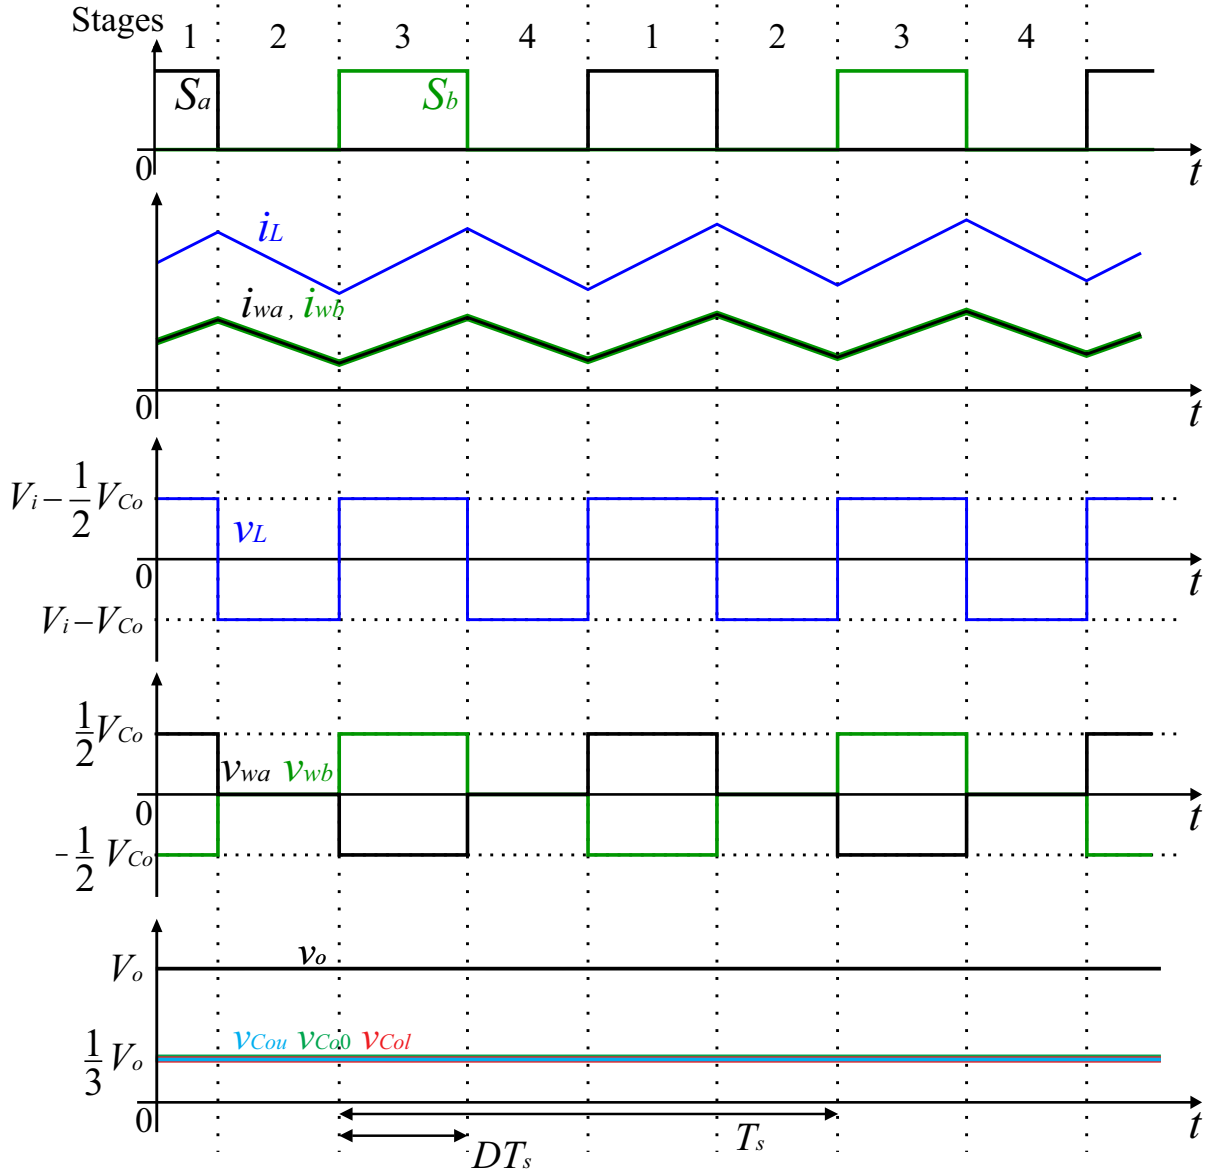 Stages
1 2 3 4 1 2 3 4
Sa Sb
0 t
iL
iwa , iwb
0 t
Vi − 1/2 VCo
vL
0 t
Vi − VCo
1/2 VCo
vwa vwb
0 t
- 1/2 VCo
Vo vo
vCou vCo0 vCol
1/3 Vo
0 t
Ts
DTs